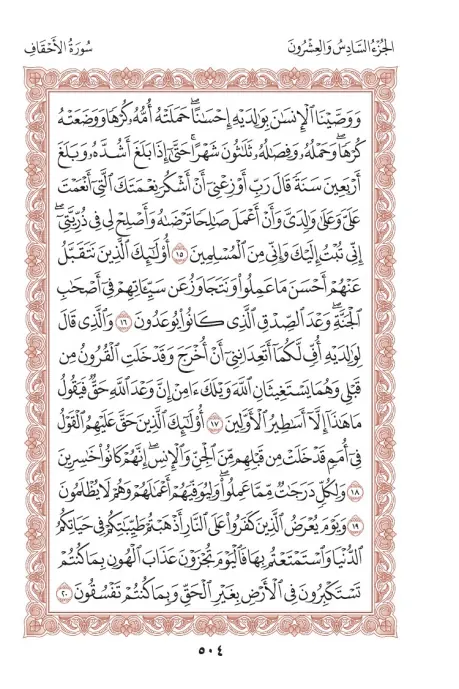 الجُزْءُ السَّادِسُ وَالعِشْرُونَ
سُورَةُ الأَحْقَافِ
وَوَصَّيْنَا ٱلْإِنسَٰنَ بِوَٰلِدَيْهِ إِحْسَٰنًاۖ حَمَلَتْهُ أُمُّهُۥ كُرْهًا وَوَضَعَتْهُ
كُرْهًاۖ وَحَمْلُهُۥ وَفِصَٰلُهُۥ ثَلَٰثُونَ شَهْرًاۚ حَتَّىٰٓ إِذَا بَلَغَ أَشُدَّهُۥ وَبَلَغَ
أَرْبَعِينَ سَنَةً قَالَ رَبِّ أَوْزِعْنِىٓ أَنْ أَشْكُرَ نِعْمَتَكَ ٱلَّتِىٓ أَنْعَمْتَ
عَلَىَّ وَعَلَىٰ وَٰلِدَىَّ وَأَنْ أَعْمَلَ صَٰلِحًا تَرْضَىٰهُ وَأَصْلِحْ لِى فِى ذُرِّيَّتِىٓۖ
إِنِّى تُبْتُ إِلَيْكَ وَإِنِّى مِنَ ٱلْمُسْلِمِينَ ١٥ أُو۟لَٰٓئِكَ ٱلَّذِينَ نَتَقَبَّلُ
عَنْهُمْ أَحْسَنَ مَا عَمِلُوا۟ وَنَتَجَاوَزُ عَن سَيِّـَٔاتِهِمْ فِىٓ أَصْحَٰبِ
ٱلْجَنَّةِۖ وَعْدَ ٱلصِّدْقِ ٱلَّذِى كَانُوا۟ يُوعَدُونَ ١٦ وَٱلَّذِى قَالَ
لِوَٰلِدَيْهِ أُفٍّ لَّكُمَآ أَتَعِدَانِنِىٓ أَنْ أُخْرَجَ وَقَدْ خَلَتِ ٱلْقُرُونُ مِن
قَبْلِى وَهُمَا يَسْتَغِيثَانِ ٱللَّهَ وَيْلَكَ ءَامِنْ إِنَّ وَعْدَ ٱللَّهِ حَقٌّ فَيَقُولُ
مَا هَٰذَآ إِلَّآ أَسَٰطِيرُ ٱلْأَوَّلِينَ ١٧ أُو۟لَٰٓئِكَ ٱلَّذِينَ حَقَّ عَلَيْهِمُ ٱلْقَوْلُ
فِىٓ أُمَمٍ قَدْ خَلَتْ مِن قَبْلِهِم مِّنَ ٱلْجِنِّ وَٱلْإِنسِۖ إِنَّهُمْ كَانُوا۟ خَٰسِرِينَ
١٨ وَلِكُلٍّ دَرَجَٰتٌ مِّمَّا عَمِلُوا۟ۖ وَلِيُوَفِّيَهُمْ أَعْمَٰلَهُمْ وَهُمْ لَا يُظْلَمُونَ
١٩ وَيَوْمَ يُعْرَضُ ٱلَّذِينَ كَفَرُوا۟ عَلَى ٱلنَّارِ أَذْهَبْتُمْ طَيِّبَٰتِكُمْ فِى حَيَاتِكُمُ
ٱلدُّنْيَا وَٱسْتَمْتَعْتُم بِهَا فَٱلْيَوْمَ تُجْزَوْنَ عَذَابَ ٱلْهُونِ بِمَا كُنتُمْ
تَسْتَكْبِرُونَ فِى ٱلْأَرْضِ بِغَيْرِ ٱلْحَقِّ وَبِمَا كُنتُمْ تَفْسُقُونَ ٢٠
٥٠٤